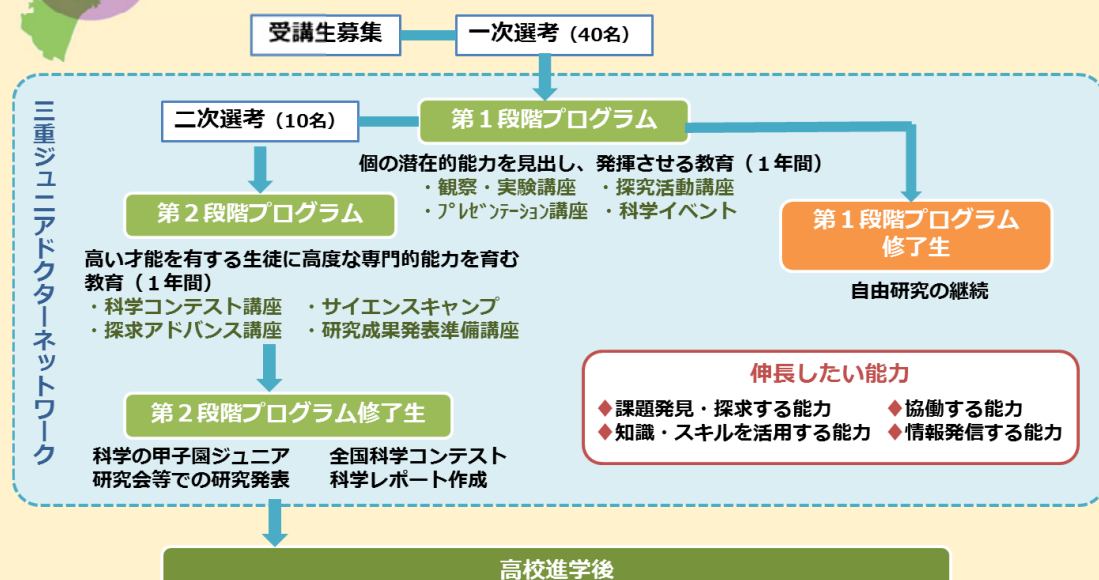 受講生募集
一次選考（40名）
三重ジュニアドクターネットワーク
二次選考（10名）
第１段階プログラム
個の潜在的能力を見出し、発揮させる教育（１年間）
・観察・実験講座　・探究活動講座
・ﾌﾟﾚｾﾞﾝﾃｰｼｮﾝ講座　・科学イベント
第１段階プログラム
修了生
自由研究の継続
第２段階プログラム
高い才能を有する生徒に高度な専門的能力を育む
教育（１年間）
・科学コンテスト講座　・サイエンスキャンプ
・探求アドバンス講座　・研究成果発表準備講座
第２段階プログラム修了生
科学の甲子園ジュニア　全国科学コンテスト
研究会等での研究発表　科学レポート作成
伸長したい能力
◆課題発見・探求する能力　◆協働する能力
◆知識・スキルを活用する能力　◆情報発信する能力
高校進学後